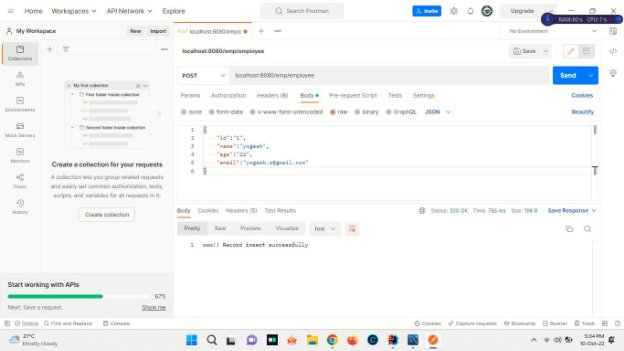 Home Workspaces API Network Explore Search Postman Invite Upgrade
RAM:60% CPU:7%
My Workspace New Import POST localhost:8080/emp/e No Environment
Collections
localhost:8080/emp/employee Save
APIs
POST localhost:8080/emp/employee Send
Environments
Params Authorization Headers (8) Body Pre-request Script Tests Settings Cookies
none form-data x-www-form-urlencoded raw binary GraphQL JSON Beautify
Mock Servers
Monitors
Flows
History
My first collection
First folder inside collection
Second folder inside collection
Create a collection for your requests
A collection lets you group related requests
and easily set common authorization, tests,
scripts, and variables for all requests in it.
Create collection
1 {
2 "id":"1",
3 "name":"yogesh",
4 "age":"22",
5 "email":"yogesh.s@gmail.com"
6 }
Body Cookies Headers (5) Test Results Status: 200 OK Time: 765 ms Size: 196 B Save Response
Pretty Raw Preview Visualize Text
1 wow!! Record insert successfully
Start working with APIs
67%
Next: Save a request. Show me
Online Find and Replace Console Cookies Capture requests Bootcamp Runner Trash
27°C
Mostly cloudy
ENG
5:04 PM
10-Oct-22